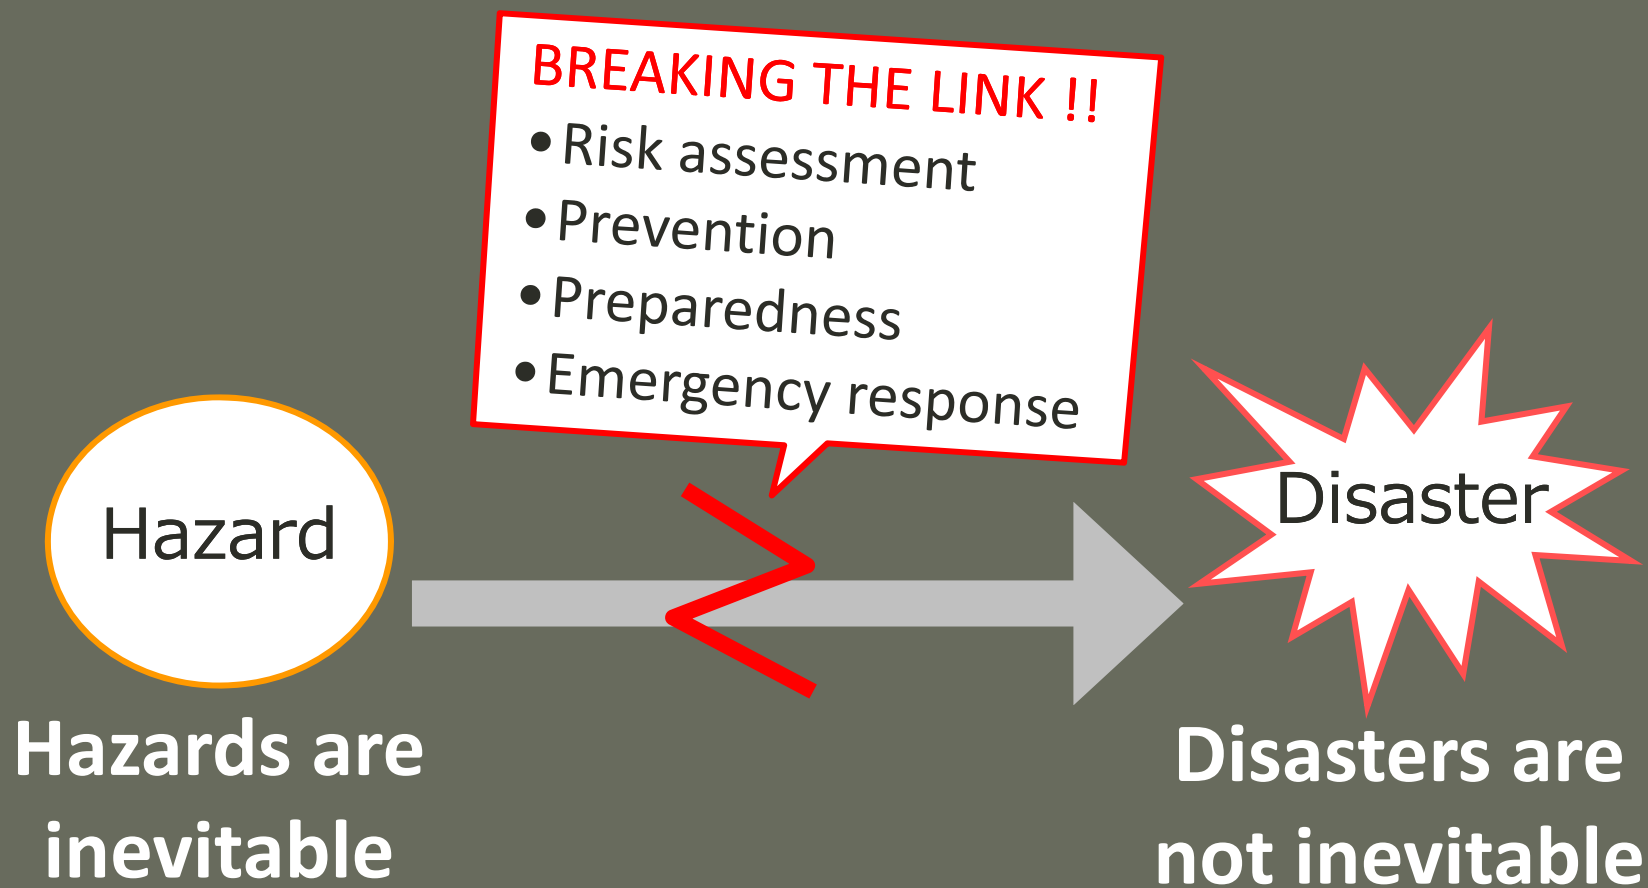 BREAKING THE LINK !!
• Risk assessment
• Prevention
• Preparedness
• Emergency response
Hazard
Disaster
Hazards are
inevitable
Disasters are
not inevitable